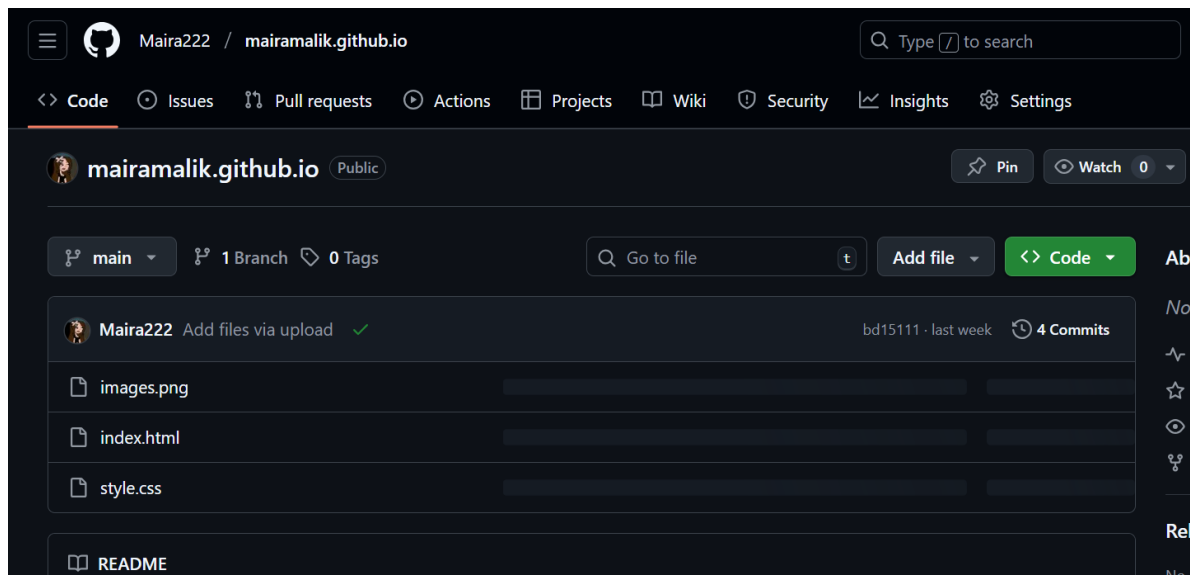 Maira222 / mairamalik.github.io Type / to search
Code Issues Pull requests Actions Projects Wiki Security Insights Settings
mairamalik.github.io Public Pin Watch 0
main 1 Branch 0 Tags Go to file t Add file Code
Maira222 Add files via upload bd15111 · last week 4 Commits
images.png
index.html
style.css
README